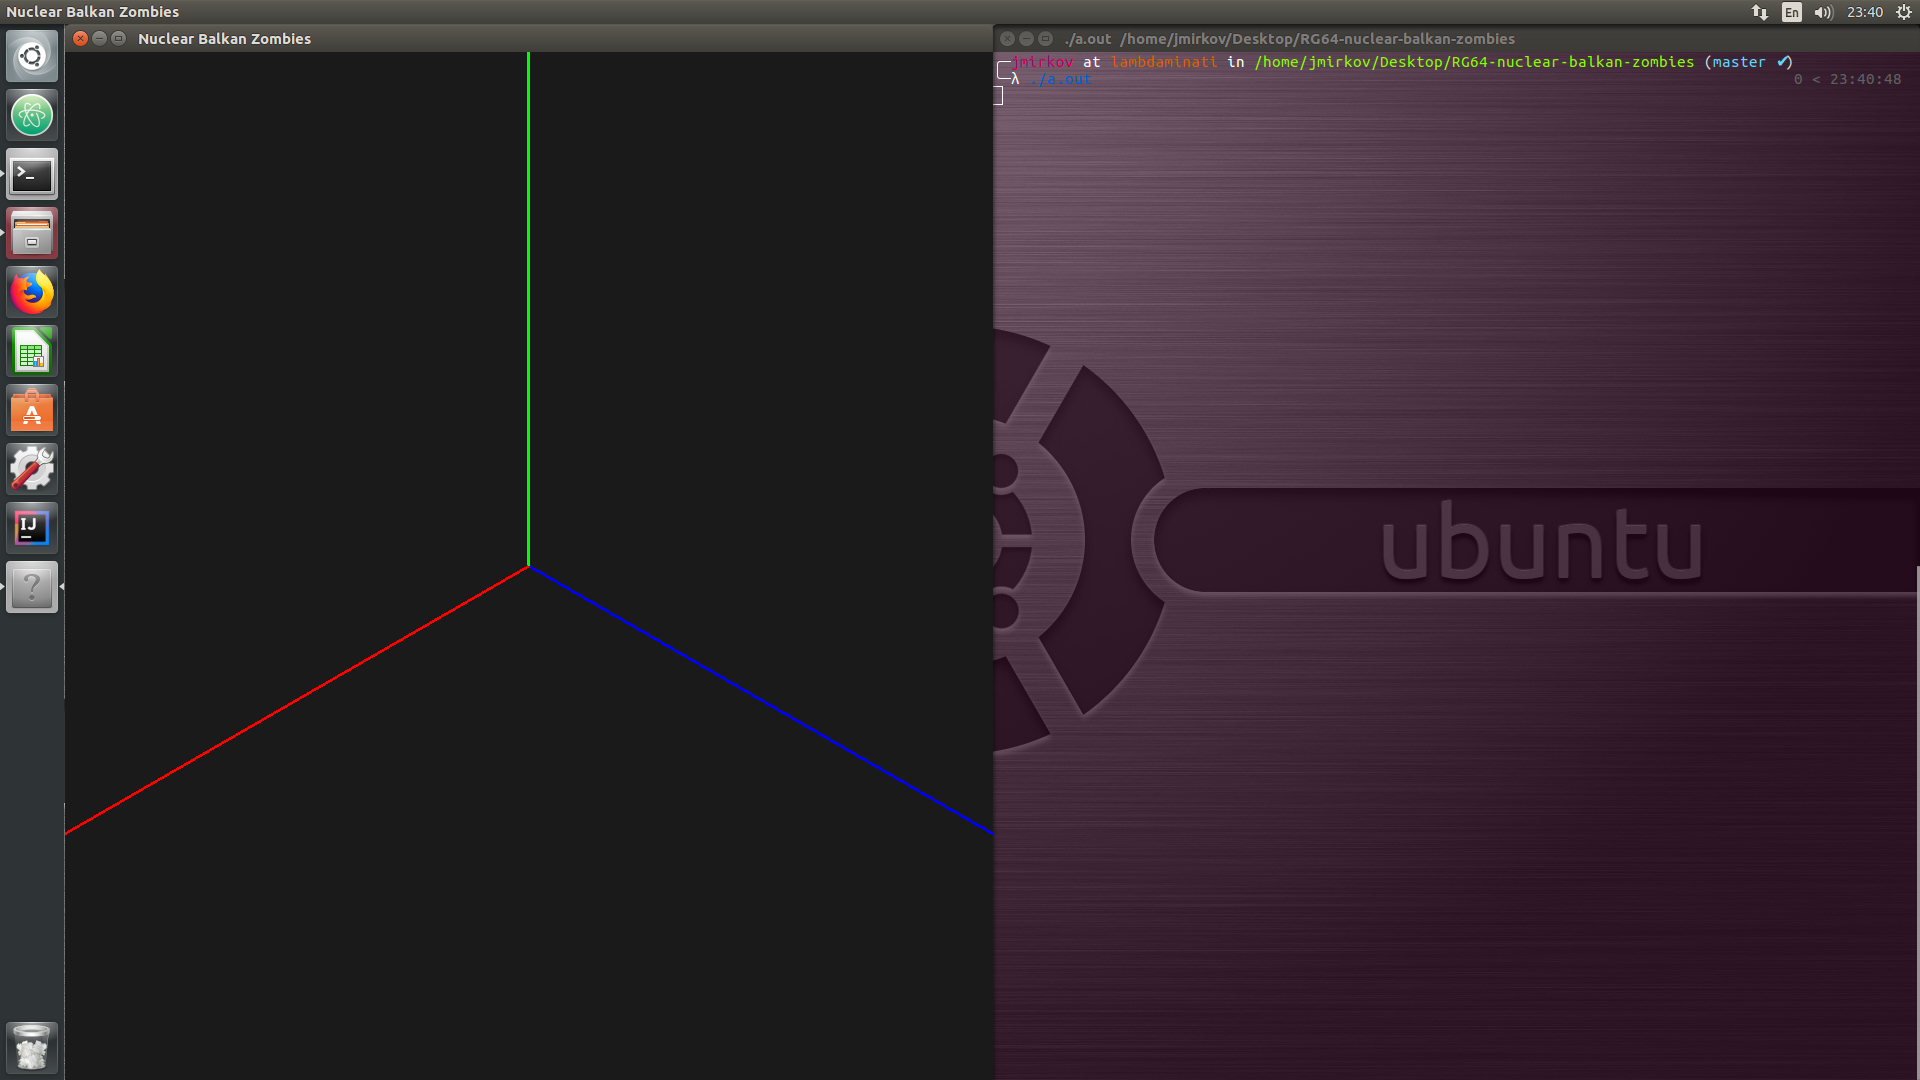 Nuclear Balkan Zombies
En
23:40
Nuclear Balkan Zombies
./a.out /home/jmirkov/Desktop/RG64-nuclear-balkan-zombies
jmirkov at lambdaminati in /home/jmirkov/Desktop/RG64-nuclear-balkan-zombies (master ✔)
λ ./a.out 0 < 23:40:48
>_
A
IJ
?
ubuntu